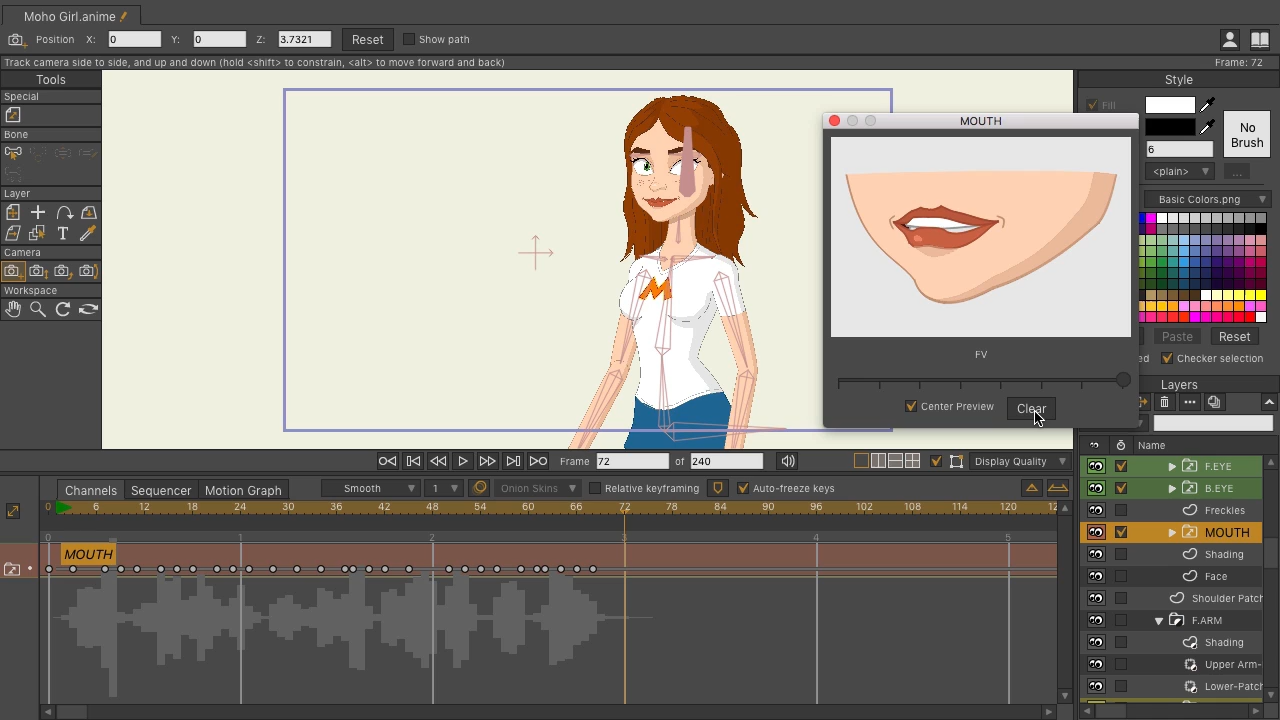 Moho Girl.anime
Position X: 0 Y: 0 Z: 3.7321 Reset Show path
Track camera side to side, and up and down (hold <shift> to constrain, <alt> to move forward and back) Frame: 72
Tools
Special
Bone
Layer
T
Camera
Workspace
M
Style
Fill
No
Brush
6
<plain> ...
Basic Colors.png
Paste Reset
Checker selection
MOUTH
FV
Center Preview Clear
Layers
Name
F.EYE
B.EYE
Freckles
MOUTH
Shading
Face
Shoulder Patch
F.ARM
Shading
Upper Arm-
Lower-Patch
Frame 72 of 240 Display Quality
Channels Sequencer Motion Graph Smooth 1 Onion Skins Relative keyframing Auto-freeze keys
0 6 12 18 24 30 36 42 48 54 60 66 72 78 84 90 96 102 108 114 120 12
0 1 2 3 4 5
MOUTH